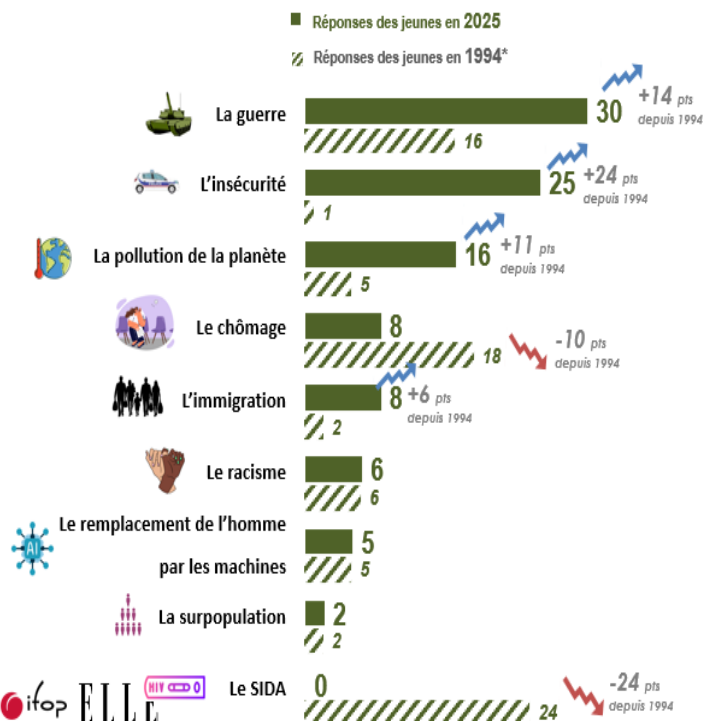 Réponses des jeunes en 2025
Réponses des jeunes en 1994*
La guerre
30
+14 pts
depuis 1994
16
L'insécurité
25
+24 pts
depuis 1994
1
La pollution de la planète
16
+11 pts
depuis 1994
5
Le chômage
8
18
-10 pts
depuis 1994
L'immigration
8
+6 pts
depuis 1994
2
Le racisme
6
6
AI
Le remplacement de l'homme
par les machines
5
5
La surpopulation
2
2
ifop
ELLE
HIV
Le SIDA
0
24
-24 pts
depuis 1994